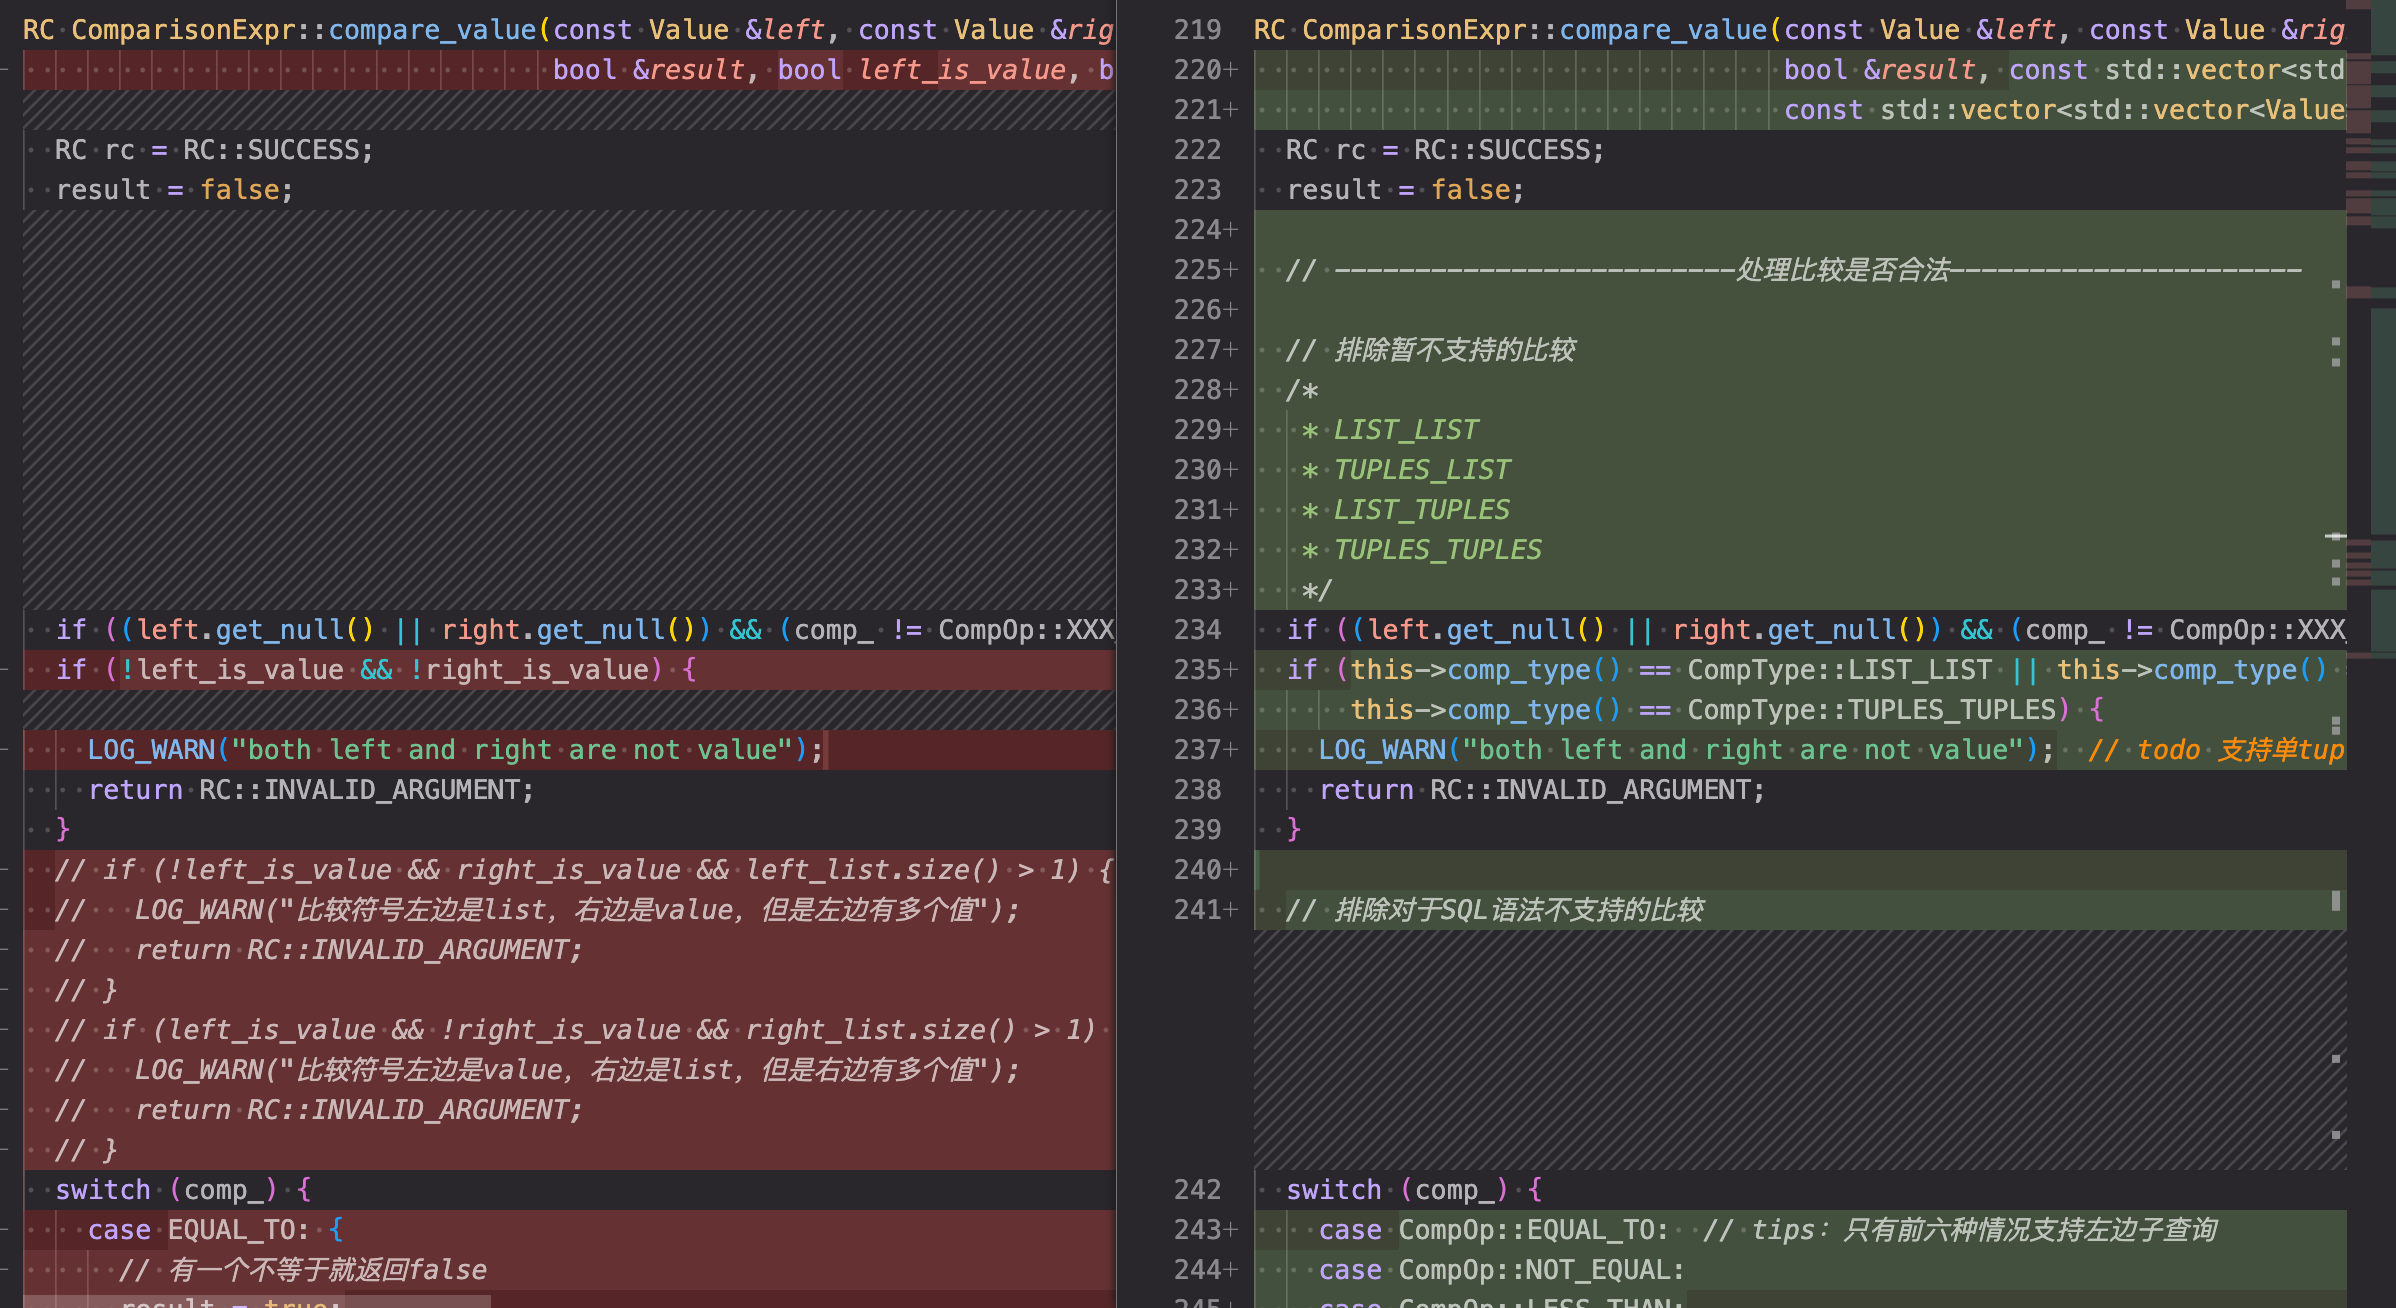 RC ComparisonExpr::compare_value(const Value &left, const Value &rig
bool &result, bool left_is_value, b
RC rc = RC::SUCCESS;
result = false;
if ((left.get_null() || right.get_null()) && (comp_ != CompOp::XXX_
if (!left_is_value && !right_is_value) {
LOG_WARN("both left and right are not value");
return RC::INVALID_ARGUMENT;
}
// if (!left_is_value && right_is_value && left_list.size() > 1) {
//   LOG_WARN("比较符号左边是list，右边是value，但是左边有多个值");
//   return RC::INVALID_ARGUMENT;
// }
// if (left_is_value && !right_is_value && right_list.size() > 1)
//   LOG_WARN("比较符号左边是value，右边是list，但是右边有多个值");
//   return RC::INVALID_ARGUMENT;
// }
switch (comp_) {
case EQUAL_TO: {
// 有一个不等于就返回false
result = true;
219 RC ComparisonExpr::compare_value(const Value &left, const Value &rig
220+ bool &result, const std::vector<std
221+ const std::vector<std::vector<Value
222 RC rc = RC::SUCCESS;
223 result = false;
224+
225+ // -------------------------处理比较是否合法----------------------
226+
227+ // 排除暂不支持的比较
228+ /*
229+ * LIST_LIST
230+ * TUPLES_LIST
231+ * LIST_TUPLES
232+ * TUPLES_TUPLES
233+ */
234 if ((left.get_null() || right.get_null()) && (comp_ != CompOp::XXX
235+ if (this->comp_type() == CompType::LIST_LIST || this->comp_type()
236+ this->comp_type() == CompType::TUPLES_TUPLES) {
237+ LOG_WARN("both left and right are not value");  // todo 支持单tup
238 return RC::INVALID_ARGUMENT;
239 }
240+
241+ // 排除对于SQL语法不支持的比较
242 switch (comp_) {
243+ case CompOp::EQUAL_TO:  // tips：只有前六种情况支持左边子查询
244+ case CompOp::NOT_EQUAL:
245+ case CompOp::LESS_THAN: